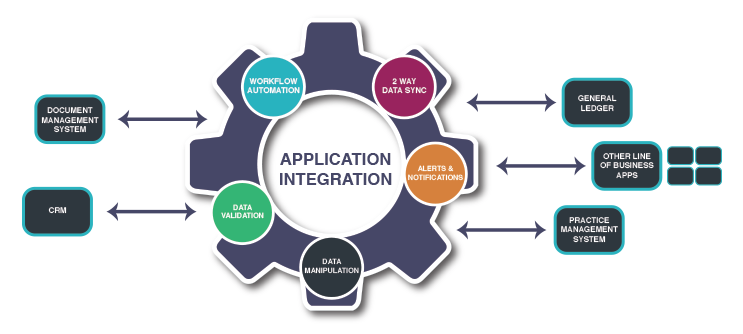 WORKFLOW
AUTOMATION
2 WAY
DATA SYNC
DOCUMENT
MANAGEMENT
SYSTEM
GENERAL
LEDGER
APPLICATION
INTEGRATION
ALERTS &
NOTIFICATIONS
OTHER LINE
OF BUSINESS
APPS
CRM
DATA
VALIDATION
PRACTICE
MANAGEMENT
SYSTEM
DATA
MANIPULATION